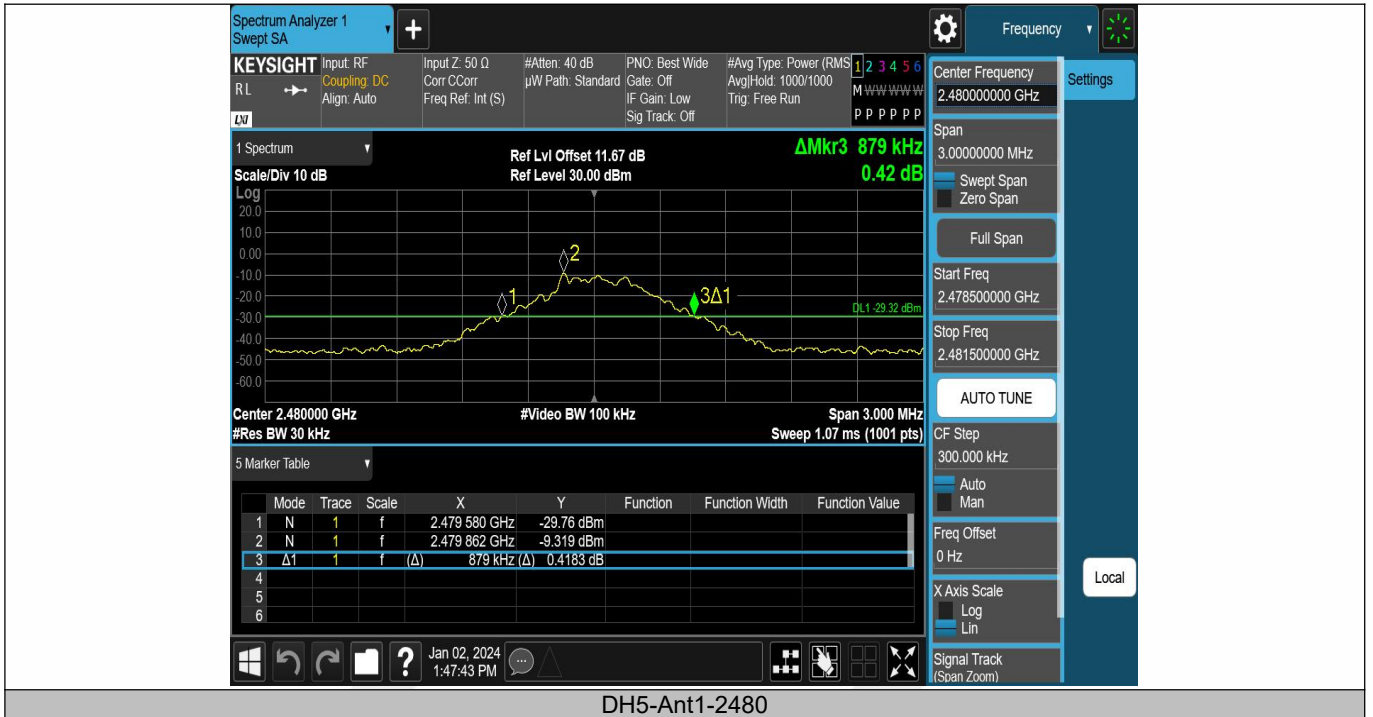 Spectrum Analyzer 1
Swept SA
+
Frequency
KEYSIGHT
RL
LXI
Input: RF
Coupling: DC
Align: Auto
Input Z: 50 Ω
Corr CCorr
Freq Ref: Int (S)
#Atten: 40 dB
µW Path: Standard
PNO: Best Wide
Gate: Off
IF Gain: Low
Sig Track: Off
#Avg Type: Power (RMS
Avg|Hold: 1000/1000
Trig: Free Run
1 2 3 4 5 6
M W W W W W
P P P P P P
1 Spectrum
Scale/Div 10 dB
Ref Lvl Offset 11.67 dB
Ref Level 30.00 dBm
ΔMkr3 879 kHz
0.42 dB
Log
20.0
10.0
0.00
-10.0
-20.0
-30.0
-40.0
-50.0
-60.0
2
1
3Δ1
DL1 -29.32 dBm
Center 2.480000 GHz
#Video BW 100 kHz
Span 3.000 MHz
#Res BW 30 kHz
Sweep 1.07 ms (1001 pts)
5 Marker Table
Mode Trace Scale X Y Function Function Width Function Value
1 N 1 f 2.479 580 GHz -29.76 dBm
2 N 1 f 2.479 862 GHz -9.319 dBm
3 Δ1 1 f (Δ) 879 kHz (Δ) 0.4183 dB
4
5
6
?
Jan 02, 2024
1:47:43 PM
Center Frequency
2.480000000 GHz
Settings
Span
3.00000000 MHz
Swept Span
Zero Span
Full Span
Start Freq
2.478500000 GHz
Stop Freq
2.481500000 GHz
AUTO TUNE
CF Step
300.000 kHz
Auto
Man
Freq Offset
0 Hz
X Axis Scale
Log
Lin
Local
Signal Track
(Span Zoom)
DH5-Ant1-2480